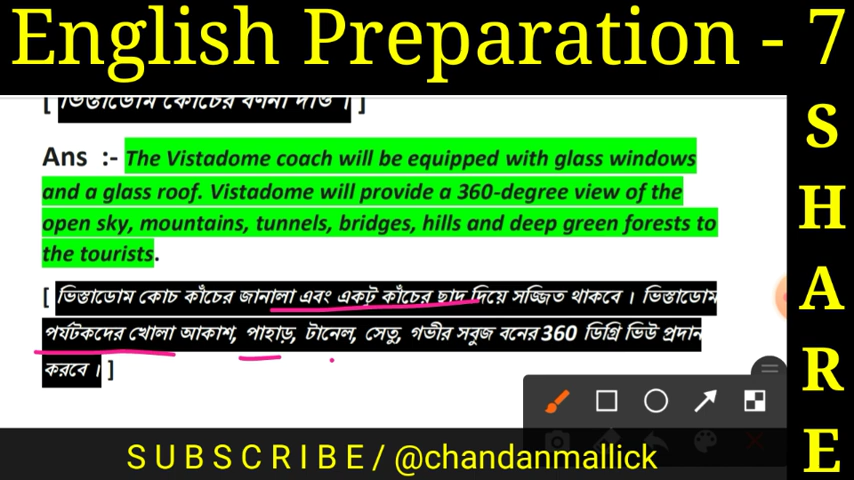 English Preparation - 7
[ ভিস্তাডোম কোচের বর্ণনা দাও । ]
Ans :- The Vistadome coach will be equipped with glass windows
and a glass roof. Vistadome will provide a 360-degree view of the
open sky, mountains, tunnels, bridges, hills and deep green forests to
the tourists.
[ ভিস্তাডোম কোচ কাঁচের জানালা এবং একটু কাঁচের ছাদ দিয়ে সজ্জিত থাকবে । ভিস্তাডোম
পর্যটকদের খোলা আকাশ, পাহাড়, টানেল, সেতু, গভীর সবুজ বনের 360 ডিগ্রি ভিউ প্রদান
করবে । ]
SUBSCRIBE/ @chandanmallick
SHARE